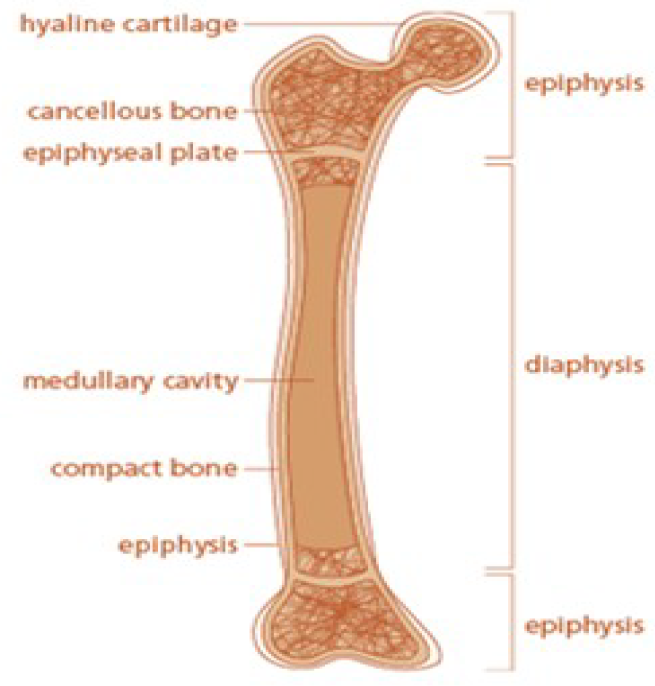 hyaline cartilage
epiphysis
cancellous bone
epiphyseal plate
diaphysis
medullary cavity
compact bone
epiphysis
epiphysis